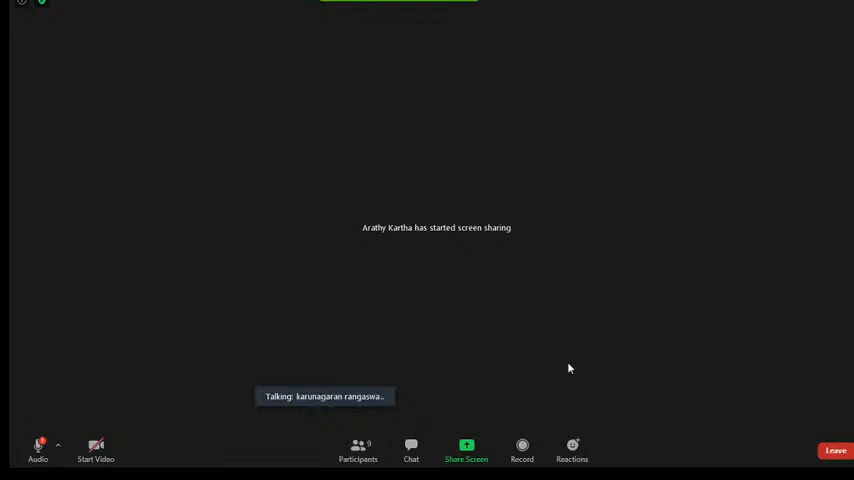 Arathy Kartha has started screen sharing
Talking: karunagaran rangaswa..
9
Audio
Start Video
Participants
Chat
Share Screen
Record
Reactions
Leave